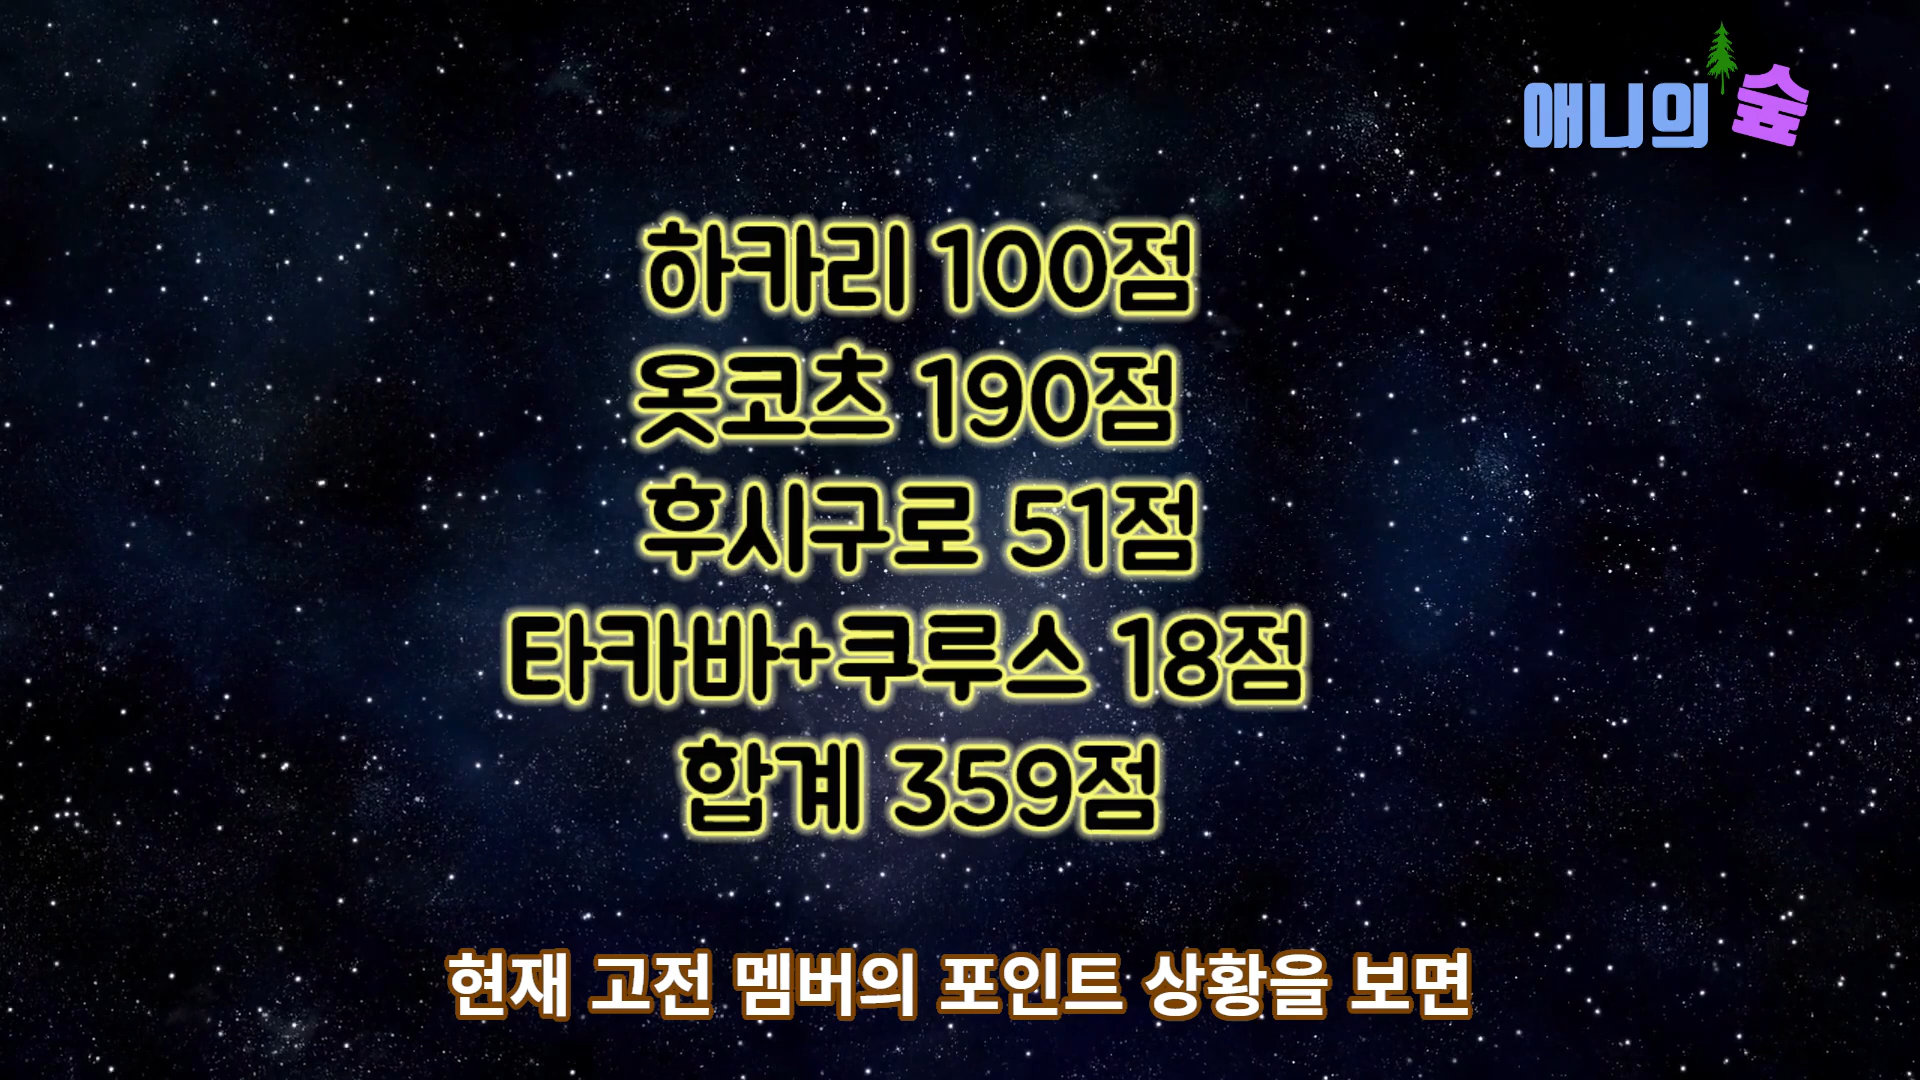 애니의 숲
하카리 100점
옷코츠 190점
후시구로 51점
타카바+쿠루스 18점
합계 359점
현재 고전 멤버의 포인트 상황을 보면